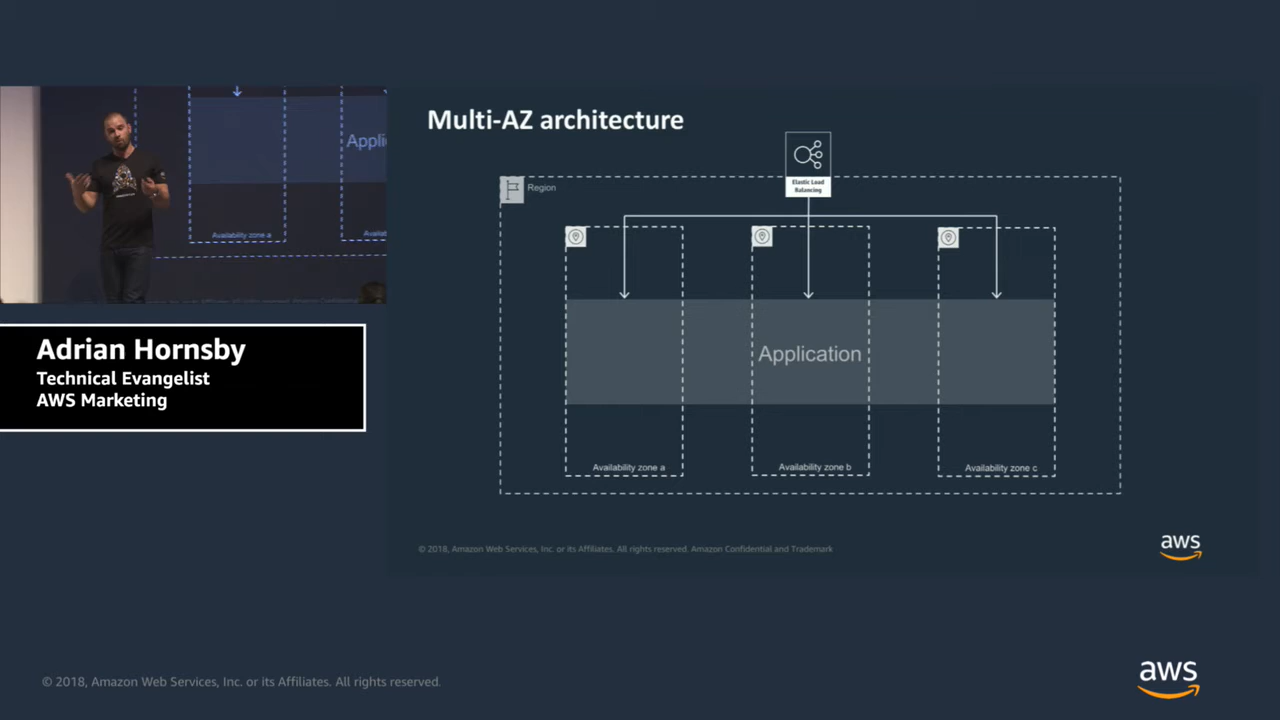 Multi-AZ architecture
Elastic Load
Balancing
Region
Application
Availability zone a
Availability zone b
Availability zone c
© 2018, Amazon Web Services, Inc. or its Affiliates. All rights reserved. Amazon Confidential and Trademark
aws
Appli
Availability zone a
Adrian Hornsby
Technical Evangelist
AWS Marketing
© 2018, Amazon Web Services, Inc. or its Affiliates. All rights reserved.
aws